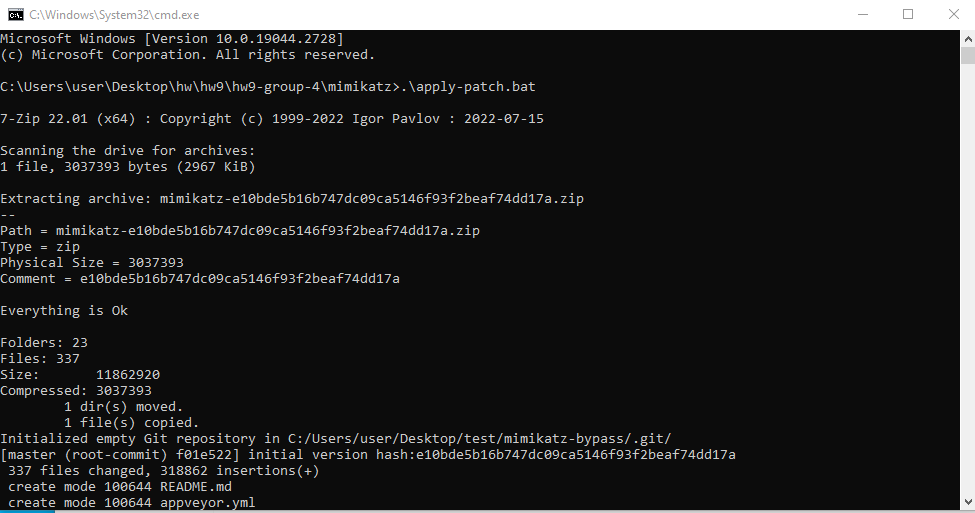 C:\Windows\System32\cmd.exe
Microsoft Windows [Version 10.0.19044.2728]
(c) Microsoft Corporation. All rights reserved.
C:\Users\user\Desktop\hw\hw9\hw9-group-4\mimikatz>.\apply-patch.bat
7-Zip 22.01 (x64) : Copyright (c) 1999-2022 Igor Pavlov : 2022-07-15
Scanning the drive for archives:
1 file, 3037393 bytes (2967 KiB)
Extracting archive: mimikatz-e10bde5b16b747dc09ca5146f93f2beaf74dd17a.zip
--
Path = mimikatz-e10bde5b16b747dc09ca5146f93f2beaf74dd17a.zip
Type = zip
Physical Size = 3037393
Comment = e10bde5b16b747dc09ca5146f93f2beaf74dd17a
Everything is Ok
Folders: 23
Files: 337
Size:       11862920
Compressed: 3037393
        1 dir(s) moved.
        1 file(s) copied.
Initialized empty Git repository in C:/Users/user/Desktop/test/mimikatz-bypass/.git/
[master (root-commit) f01e522] initial version hash:e10bde5b16b747dc09ca5146f93f2beaf74dd17a
 337 files changed, 318862 insertions(+)
 create mode 100644 README.md
 create mode 100644 appveyor.yml